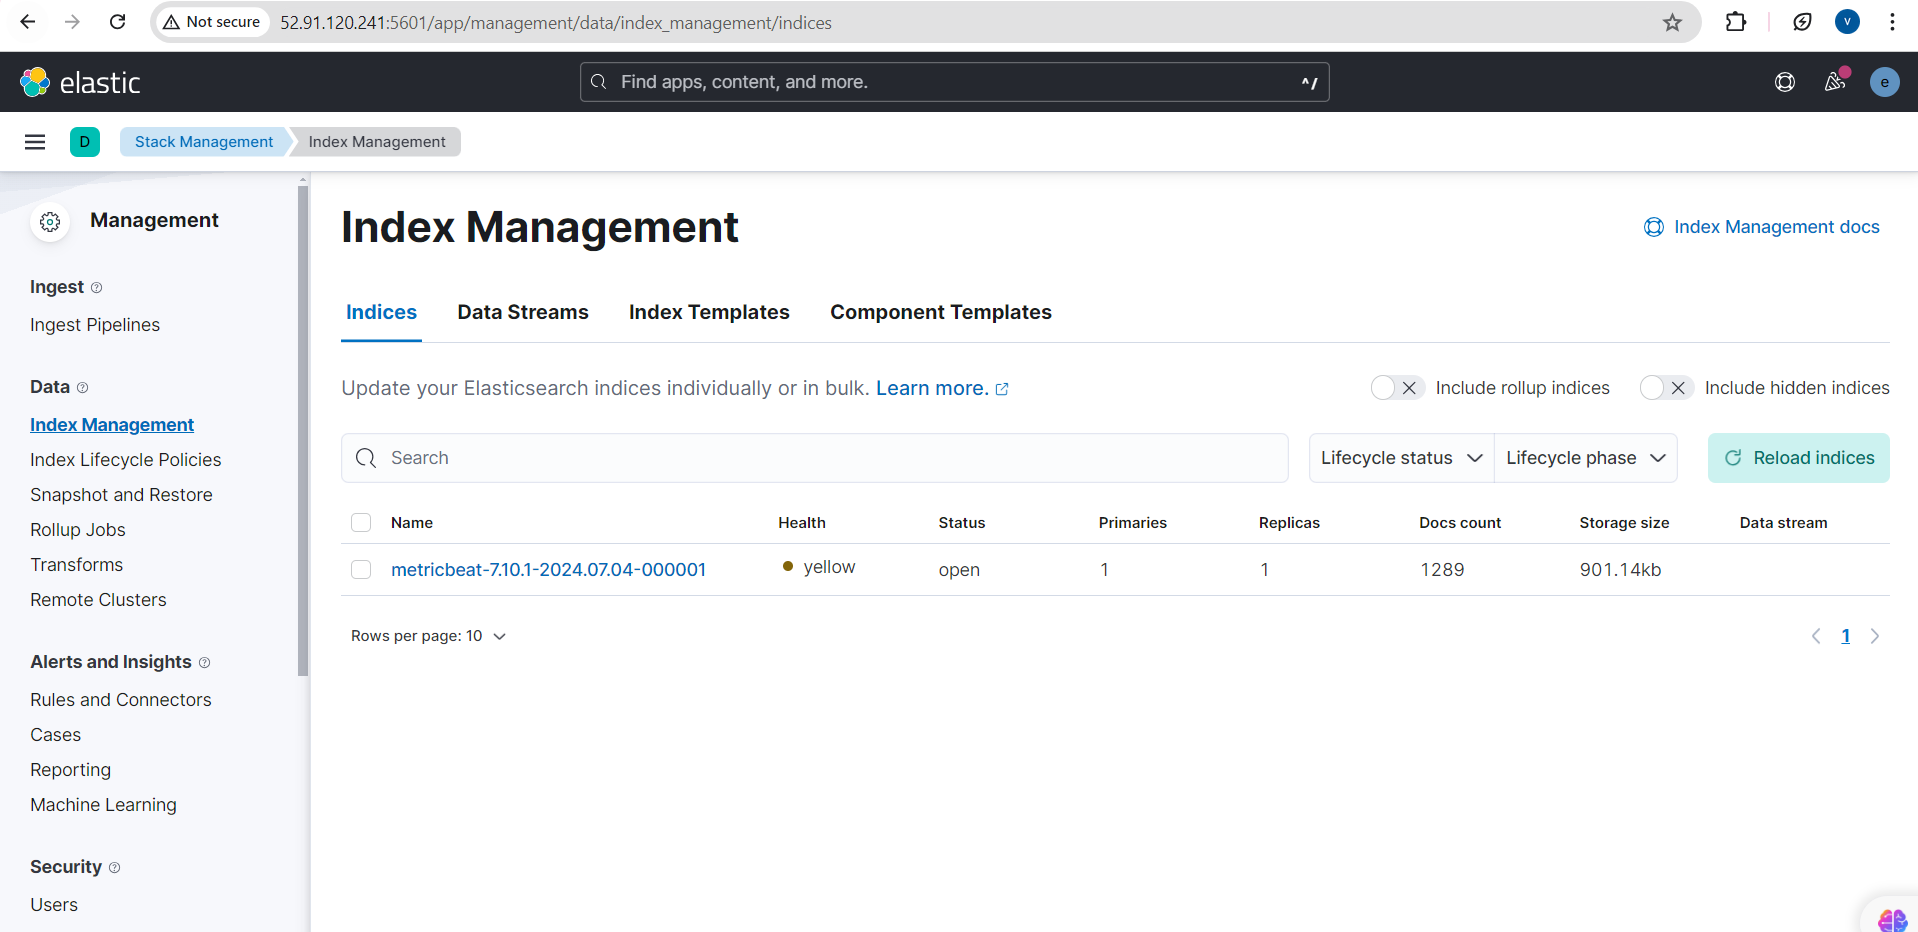 Not secure 52.91.120.241:5601/app/management/data/index_management/indices
V
elastic
Find apps, content, and more.
^/
e
D
Stack Management
Index Management
Management
Ingest
Ingest Pipelines
Data
Index Management
Index Lifecycle Policies
Snapshot and Restore
Rollup Jobs
Transforms
Remote Clusters
Alerts and Insights
Rules and Connectors
Cases
Reporting
Machine Learning
Security
Users
Index Management
Index Management docs
Indices
Data Streams
Index Templates
Component Templates
Update your Elasticsearch indices individually or in bulk. Learn more.
Include rollup indices
Include hidden indices
Search
Lifecycle status
Lifecycle phase
Reload indices
Name Health Status Primaries Replicas Docs count Storage size Data stream
metricbeat-7.10.1-2024.07.04-000001 yellow open 1 1 1289 901.14kb
Rows per page: 10
1